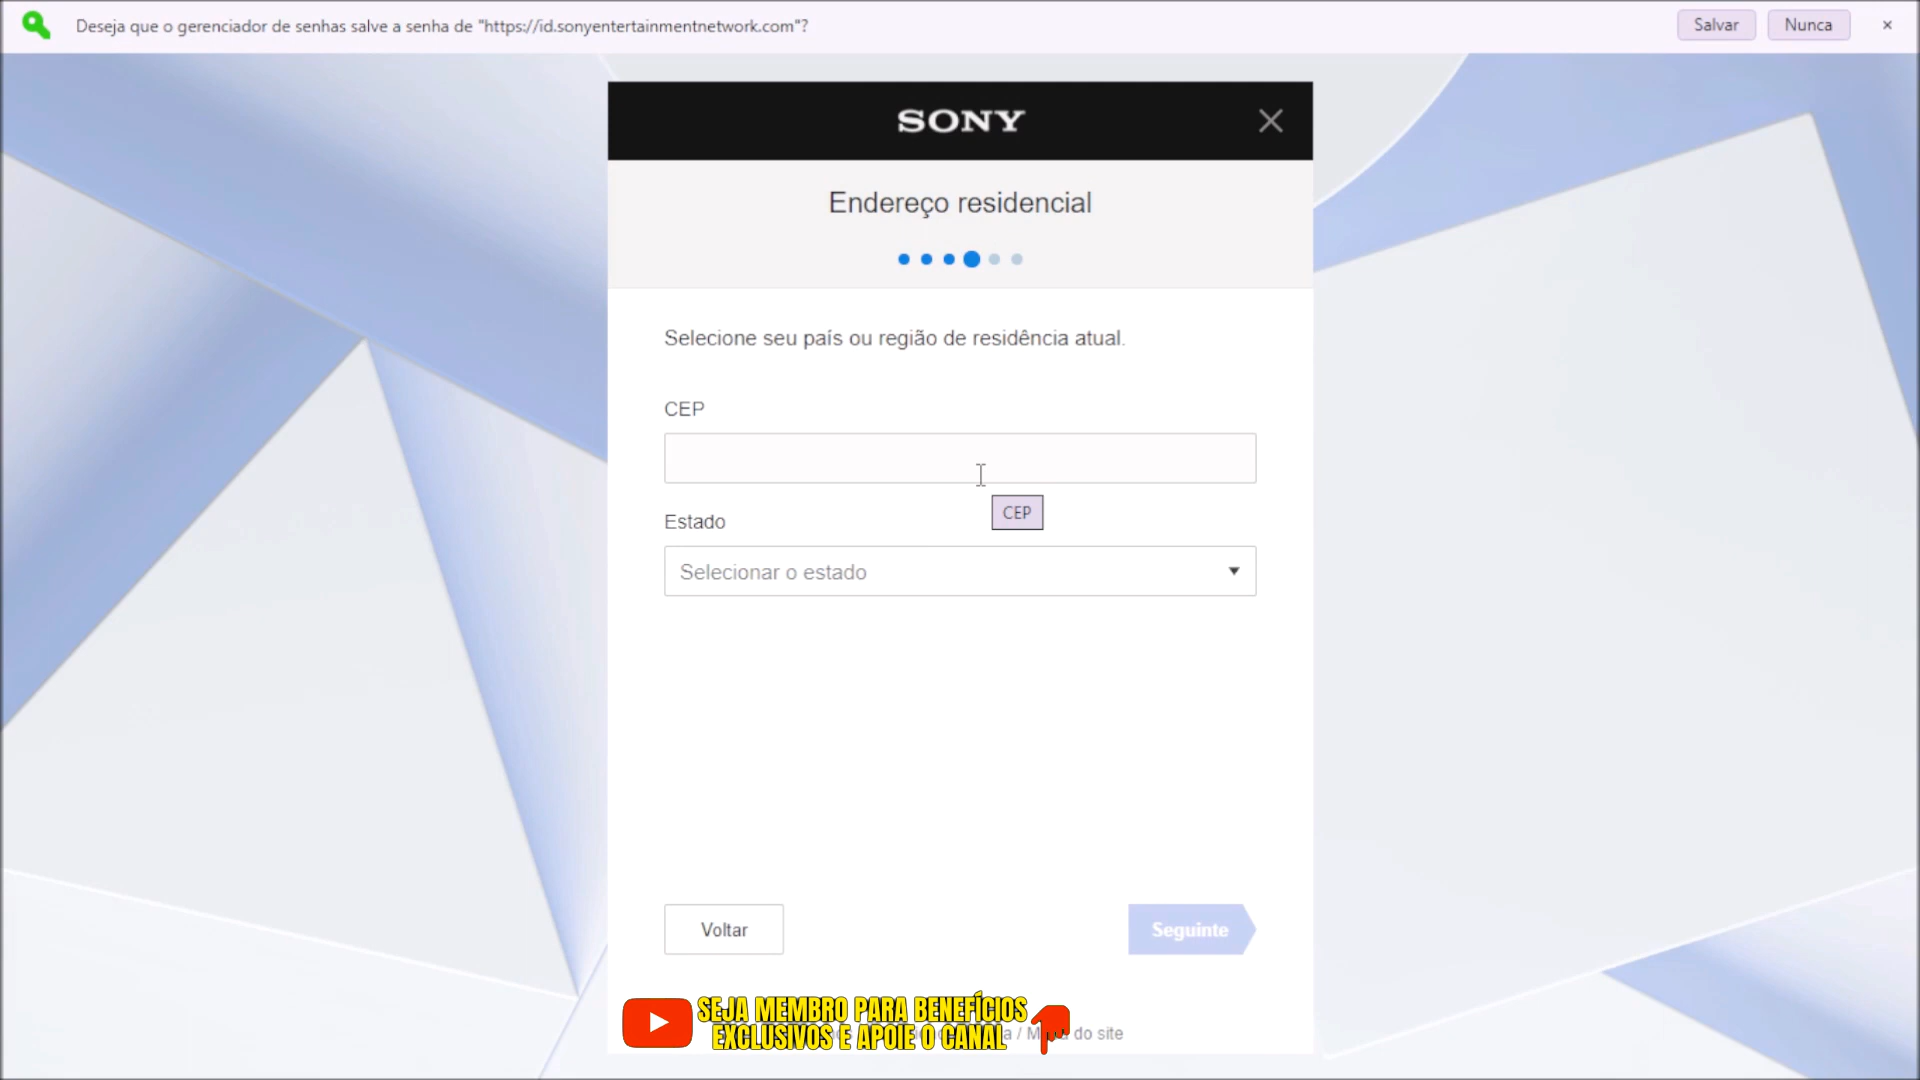 Deseja que o gerenciador de senhas salve a senha de "https://id.sonyentertainmentnetwork.com"?
Salvar
Nunca
SONY
Endereço residencial
Selecione seu país ou região de residência atual.
CEP
CEP
Estado
Selecionar o estado
Voltar
Seguinte
SEJA MEMBRO PARA BENEFÍCIOS
EXCLUSIVOS E APOIE O CANAL
do site